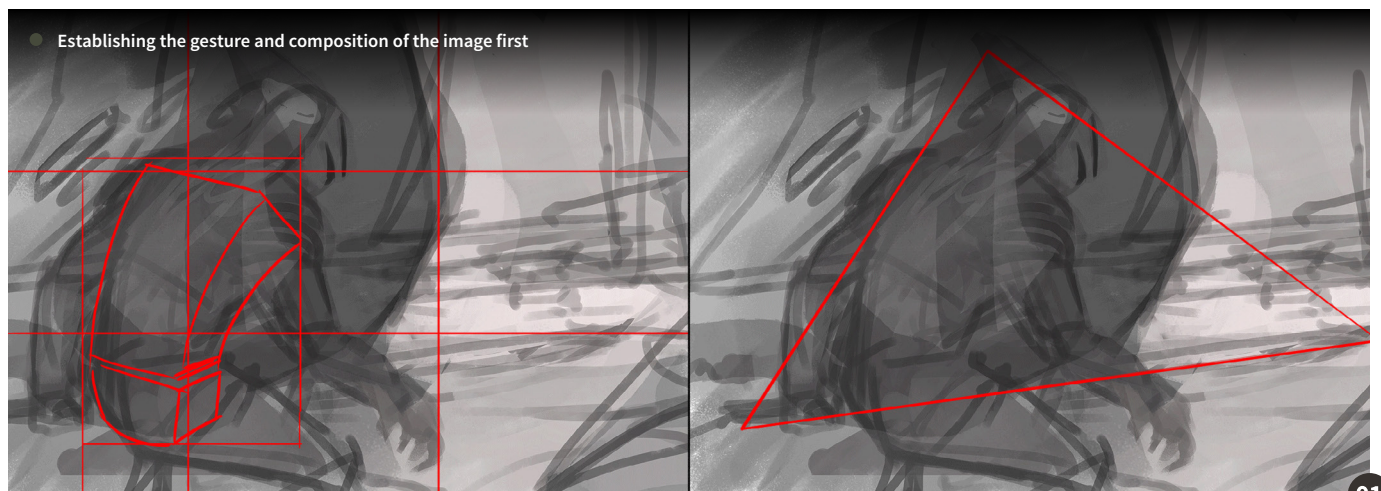 Establishing the gesture and composition of the image first